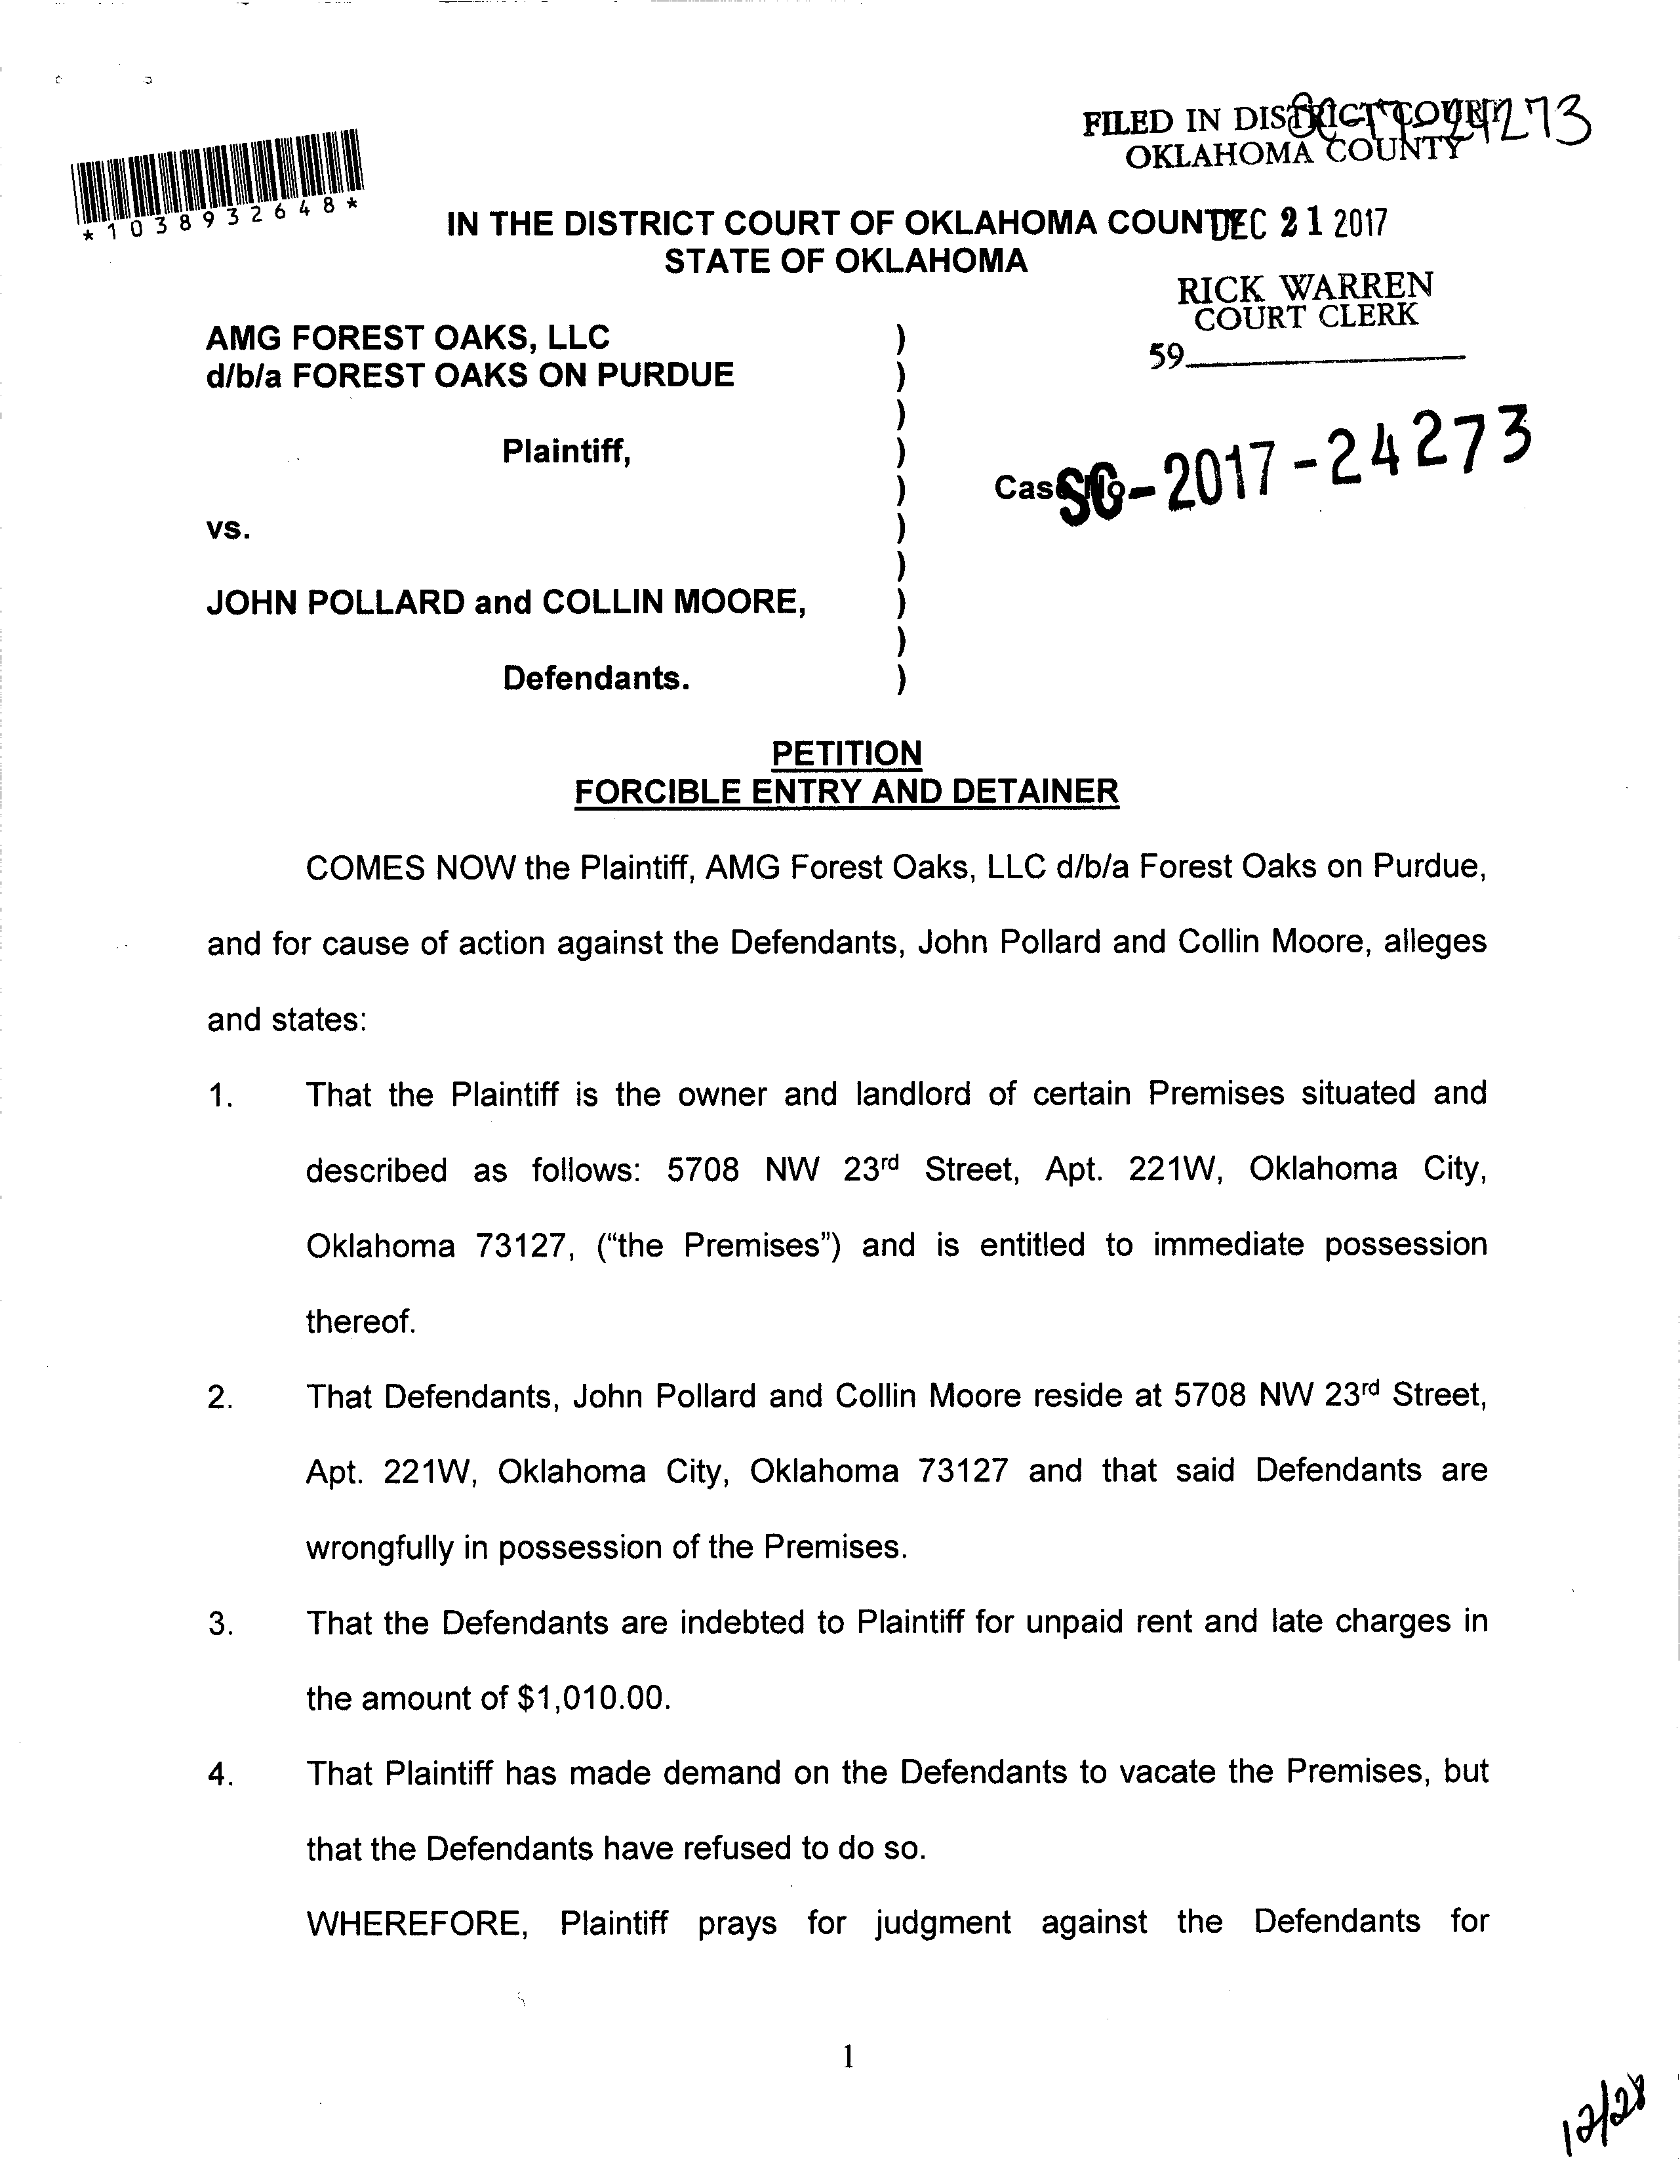 FILED IN DISTRICT COURT
OKLAHOMA COUNTY
24273
*1038932648*
IN THE DISTRICT COURT OF OKLAHOMA COUNT
DEC 21 2017
STATE OF OKLAHOMA
RICK WARREN
COURT CLERK
59
AMG FOREST OAKS, LLC )
d/b/a FOREST OAKS ON PURDUE )
)
Plaintiff, )
) Case No.
SC-2017-24273
vs. )
)
JOHN POLLARD and COLLIN MOORE, )
)
Defendants. )
PETITION
FORCIBLE ENTRY AND DETAINER
COMES NOW the Plaintiff, AMG Forest Oaks, LLC d/b/a Forest Oaks on Purdue,
and for cause of action against the Defendants, John Pollard and Collin Moore, alleges
and states:
1. That the Plaintiff is the owner and landlord of certain Premises situated and
described as follows: 5708 NW 23rd Street, Apt. 221W, Oklahoma City,
Oklahoma 73127, (“the Premises”) and is entitled to immediate possession
thereof.
2. That Defendants, John Pollard and Collin Moore reside at 5708 NW 23rd Street,
Apt. 221W, Oklahoma City, Oklahoma 73127 and that said Defendants are
wrongfully in possession of the Premises.
3. That the Defendants are indebted to Plaintiff for unpaid rent and late charges in
the amount of $1,010.00.
4. That Plaintiff has made demand on the Defendants to vacate the Premises, but
that the Defendants have refused to do so.
WHEREFORE, Plaintiff prays for judgment against the Defendants for
1
12/28